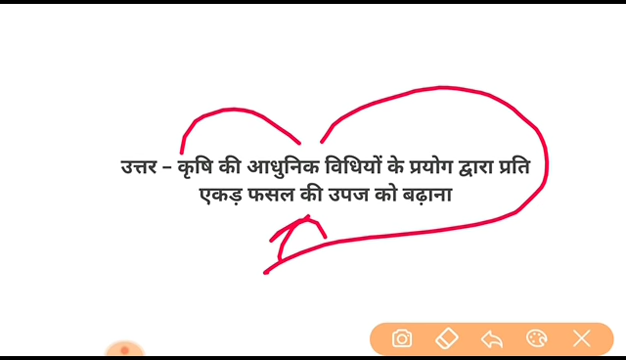 उत्तर – कृषि की आधुनिक विधियों के प्रयोग द्वारा प्रति
एकड़ फसल की उपज को बढ़ाना